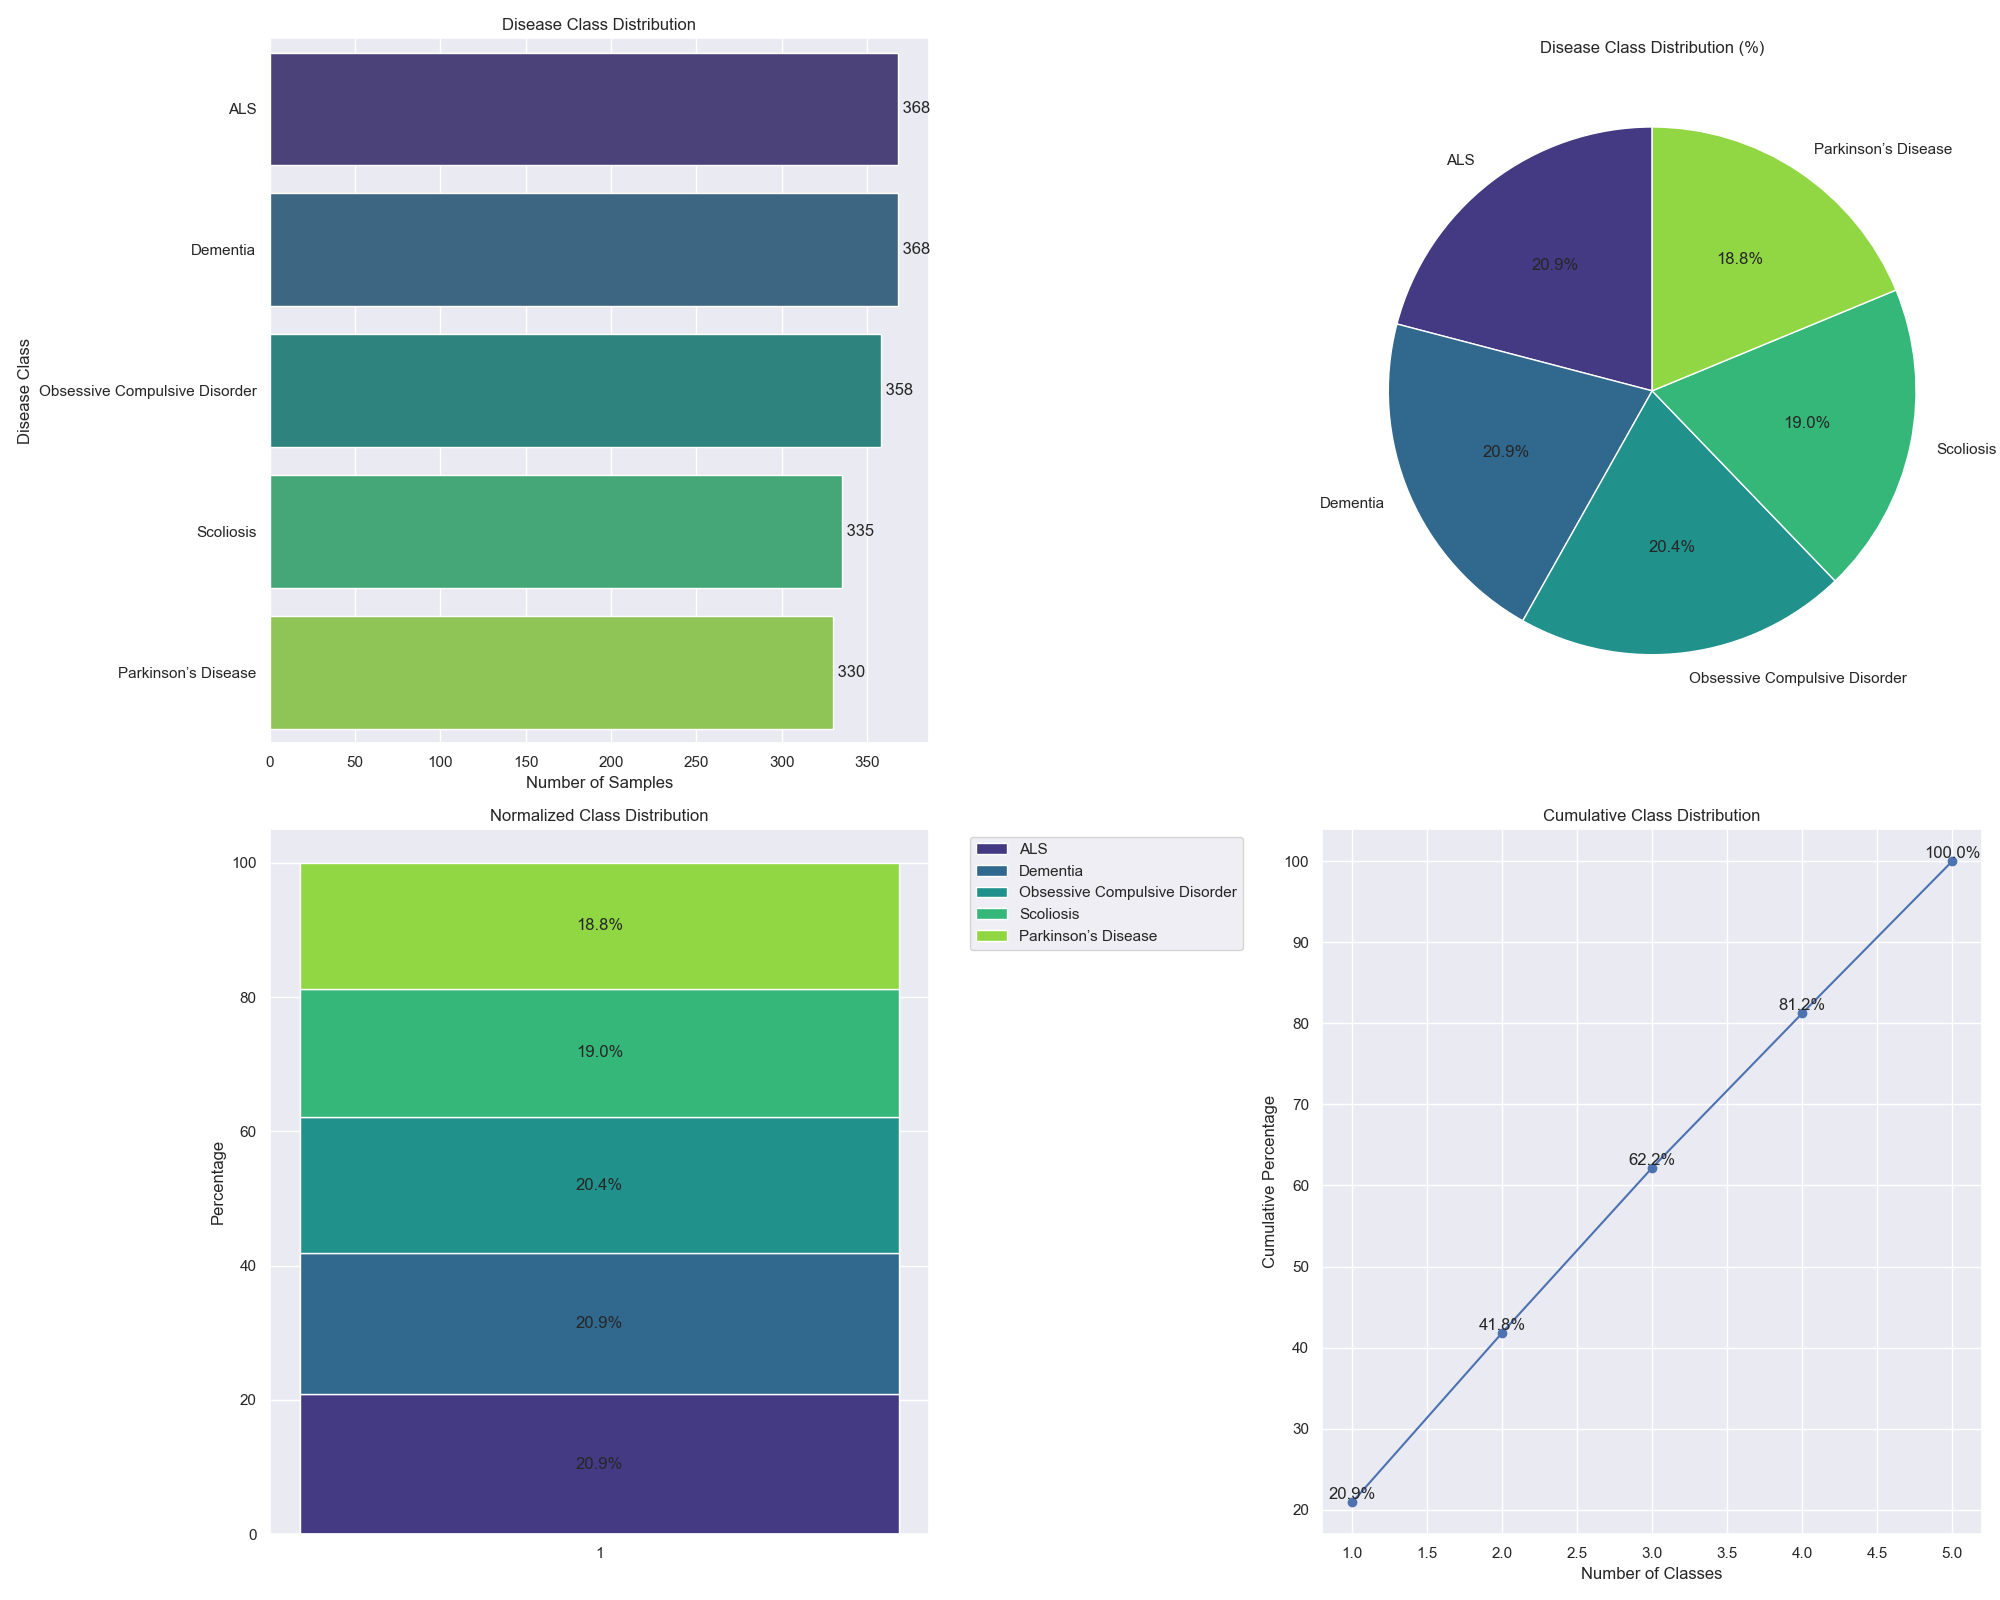 Disease Class Distribution
ALS
368
Dementia
368
Obsessive Compulsive Disorder
358
Scoliosis
335
Parkinson’s Disease
330
Disease Class
0 50 100 150 200 250 300 350
Number of Samples
Disease Class Distribution (%)
ALS
20.9%
Dementia
20.9%
Obsessive Compulsive Disorder
20.4%
Scoliosis
19.0%
Parkinson’s Disease
18.8%
Normalized Class Distribution
100
80
60
40
20
0
Percentage
18.8%
19.0%
20.4%
20.9%
20.9%
1
ALS
Dementia
Obsessive Compulsive Disorder
Scoliosis
Parkinson’s Disease
Cumulative Class Distribution
100
90
80
70
60
50
40
30
20
Cumulative Percentage
100.0%
81.2%
62.2%
41.8%
20.9%
1.0 1.5 2.0 2.5 3.0 3.5 4.0 4.5 5.0
Number of Classes